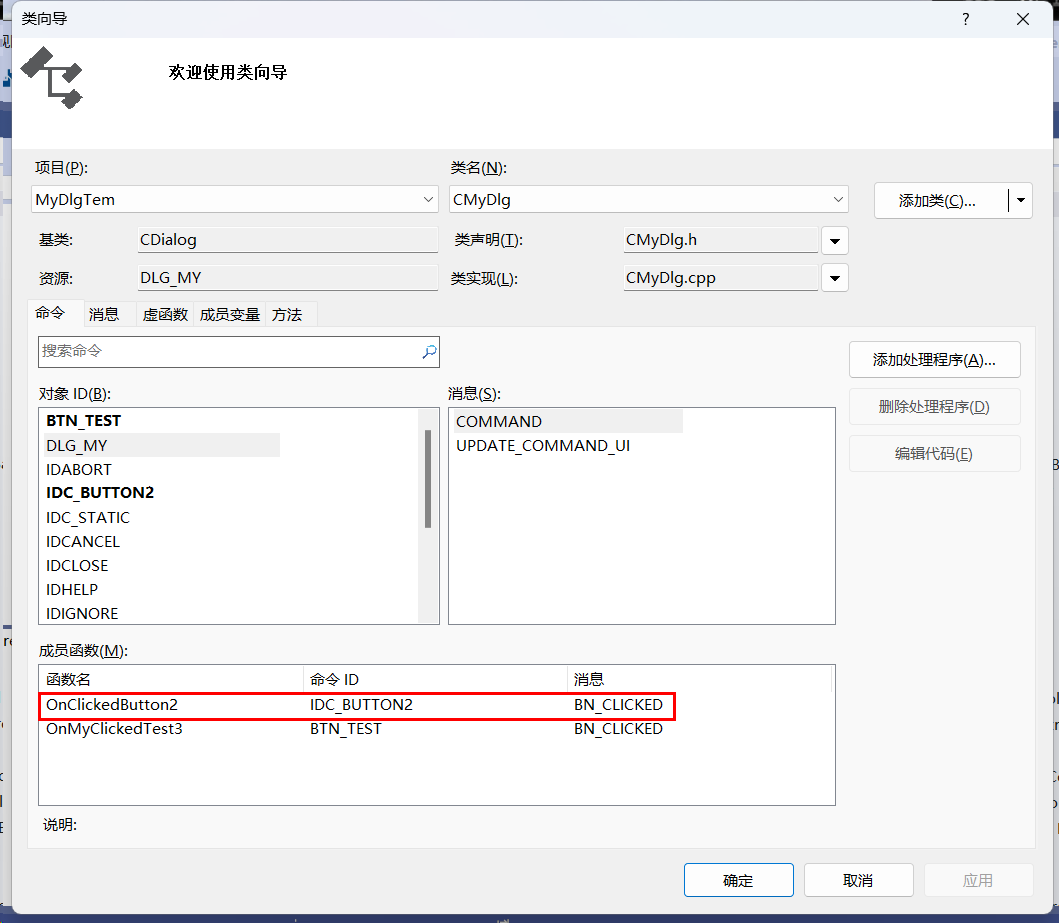 类向导
欢迎使用类向导
项目(P): 类名(N):
MyDlgTem CMyDlg 添加类(C)...
基类: CDialog 类声明(T): CMyDlg.h
资源: DLG_MY 类实现(L): CMyDlg.cpp
命令 消息 虚函数 成员变量 方法
搜索命令 添加处理程序(A)...
对象 ID(B): 消息(S):
BTN_TEST COMMAND 删除处理程序(D)
DLG_MY UPDATE_COMMAND_UI 编辑代码(E)
IDABORT
IDC_BUTTON2
IDC_STATIC
IDCANCEL
IDCLOSE
IDHELP
IDIGNORE
成员函数(M):
函数名 命令 ID 消息
OnClickedButton2 IDC_BUTTON2 BN_CLICKED
OnMyClickedTest3 BTN_TEST BN_CLICKED
说明:
确定 取消 应用